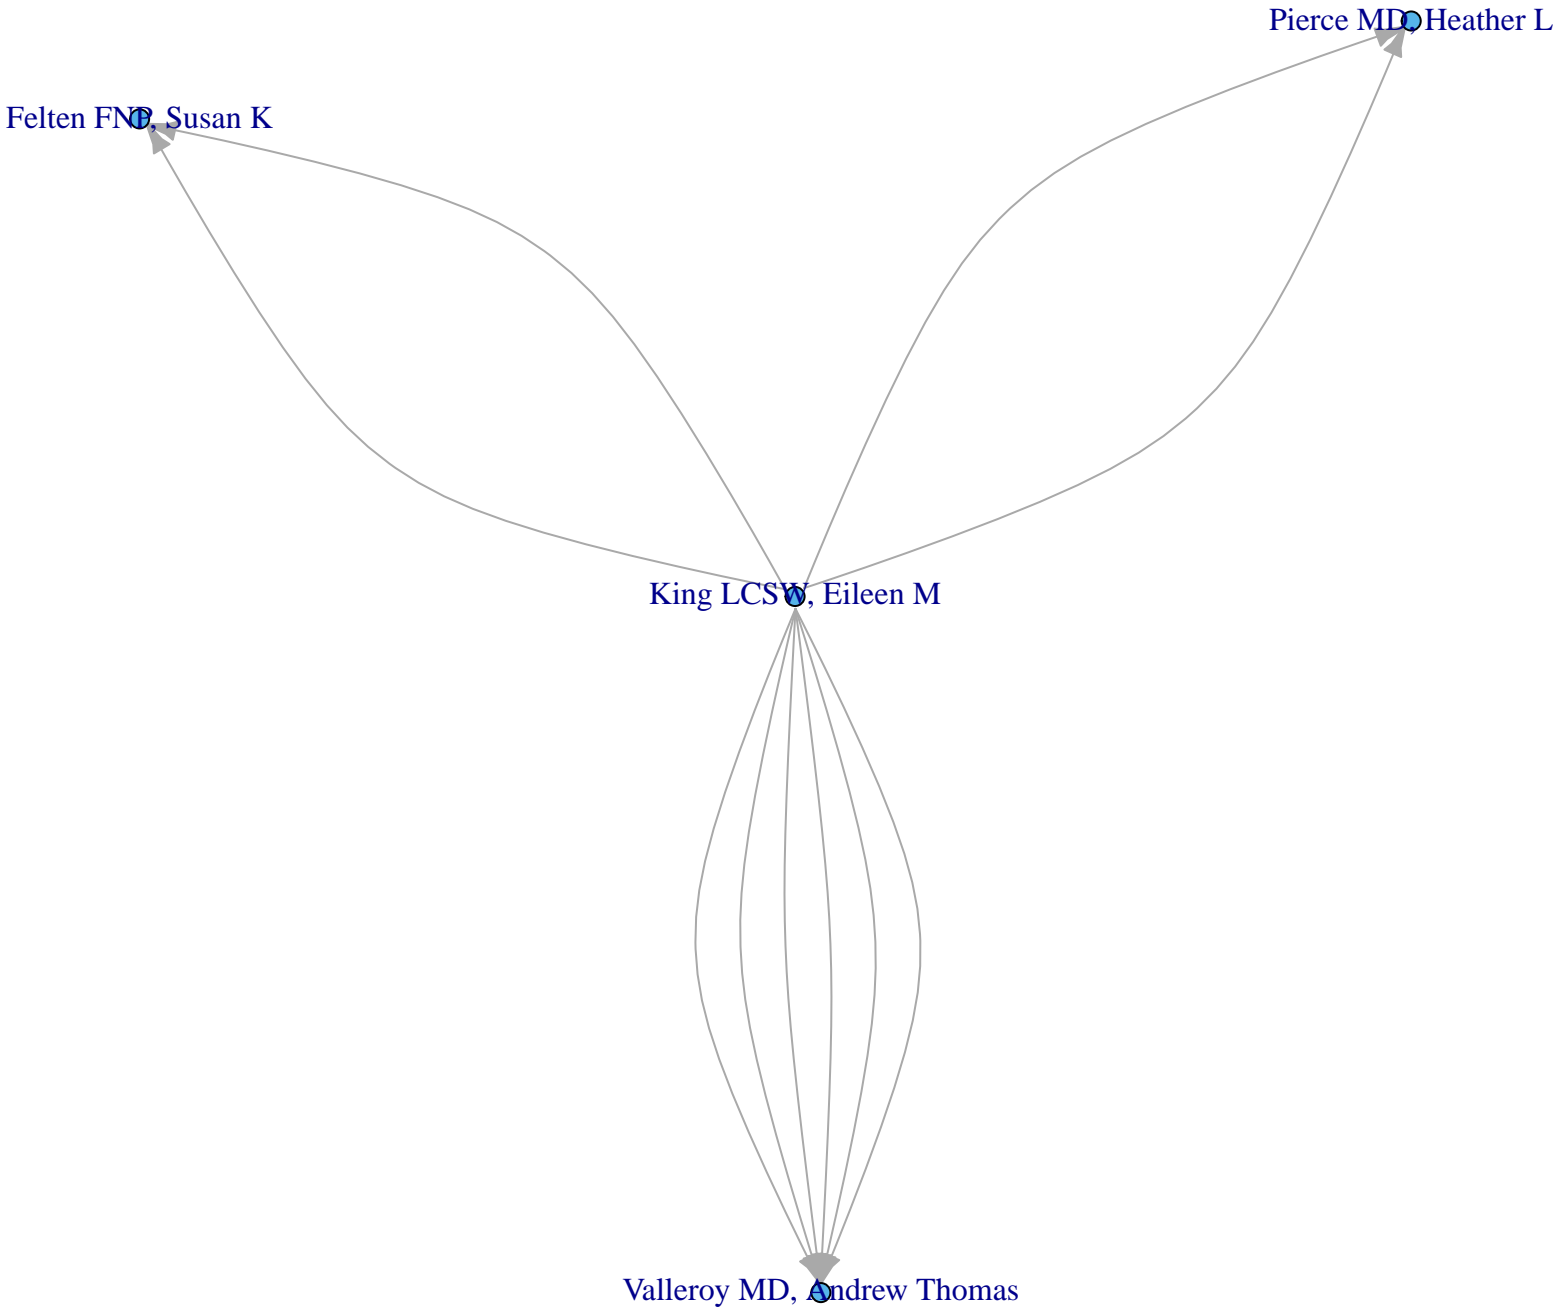 Pierce MD, Heather L
Felten FNP, Susan K
King LCSW, Eileen M
Valleroy MD, Andrew Thomas